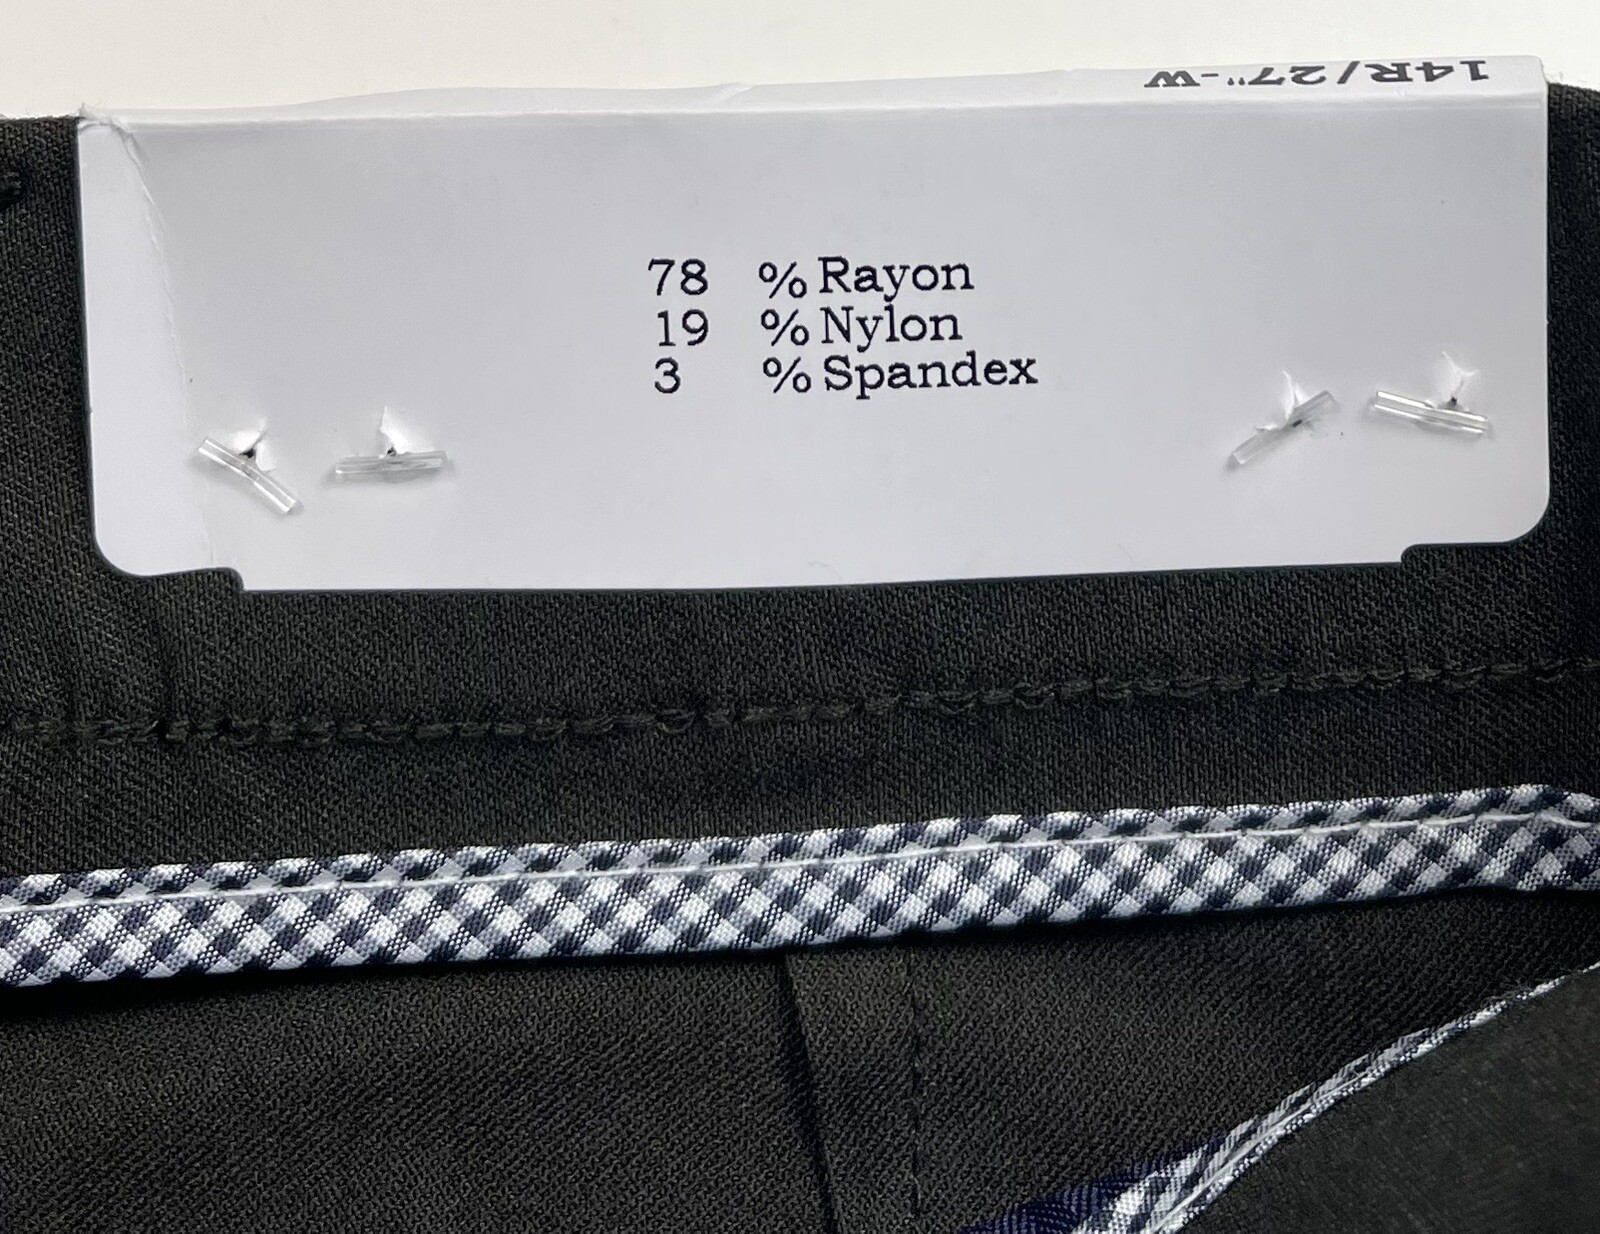 14R/27"-W
78 % Rayon
19 % Nylon
3 % Spandex